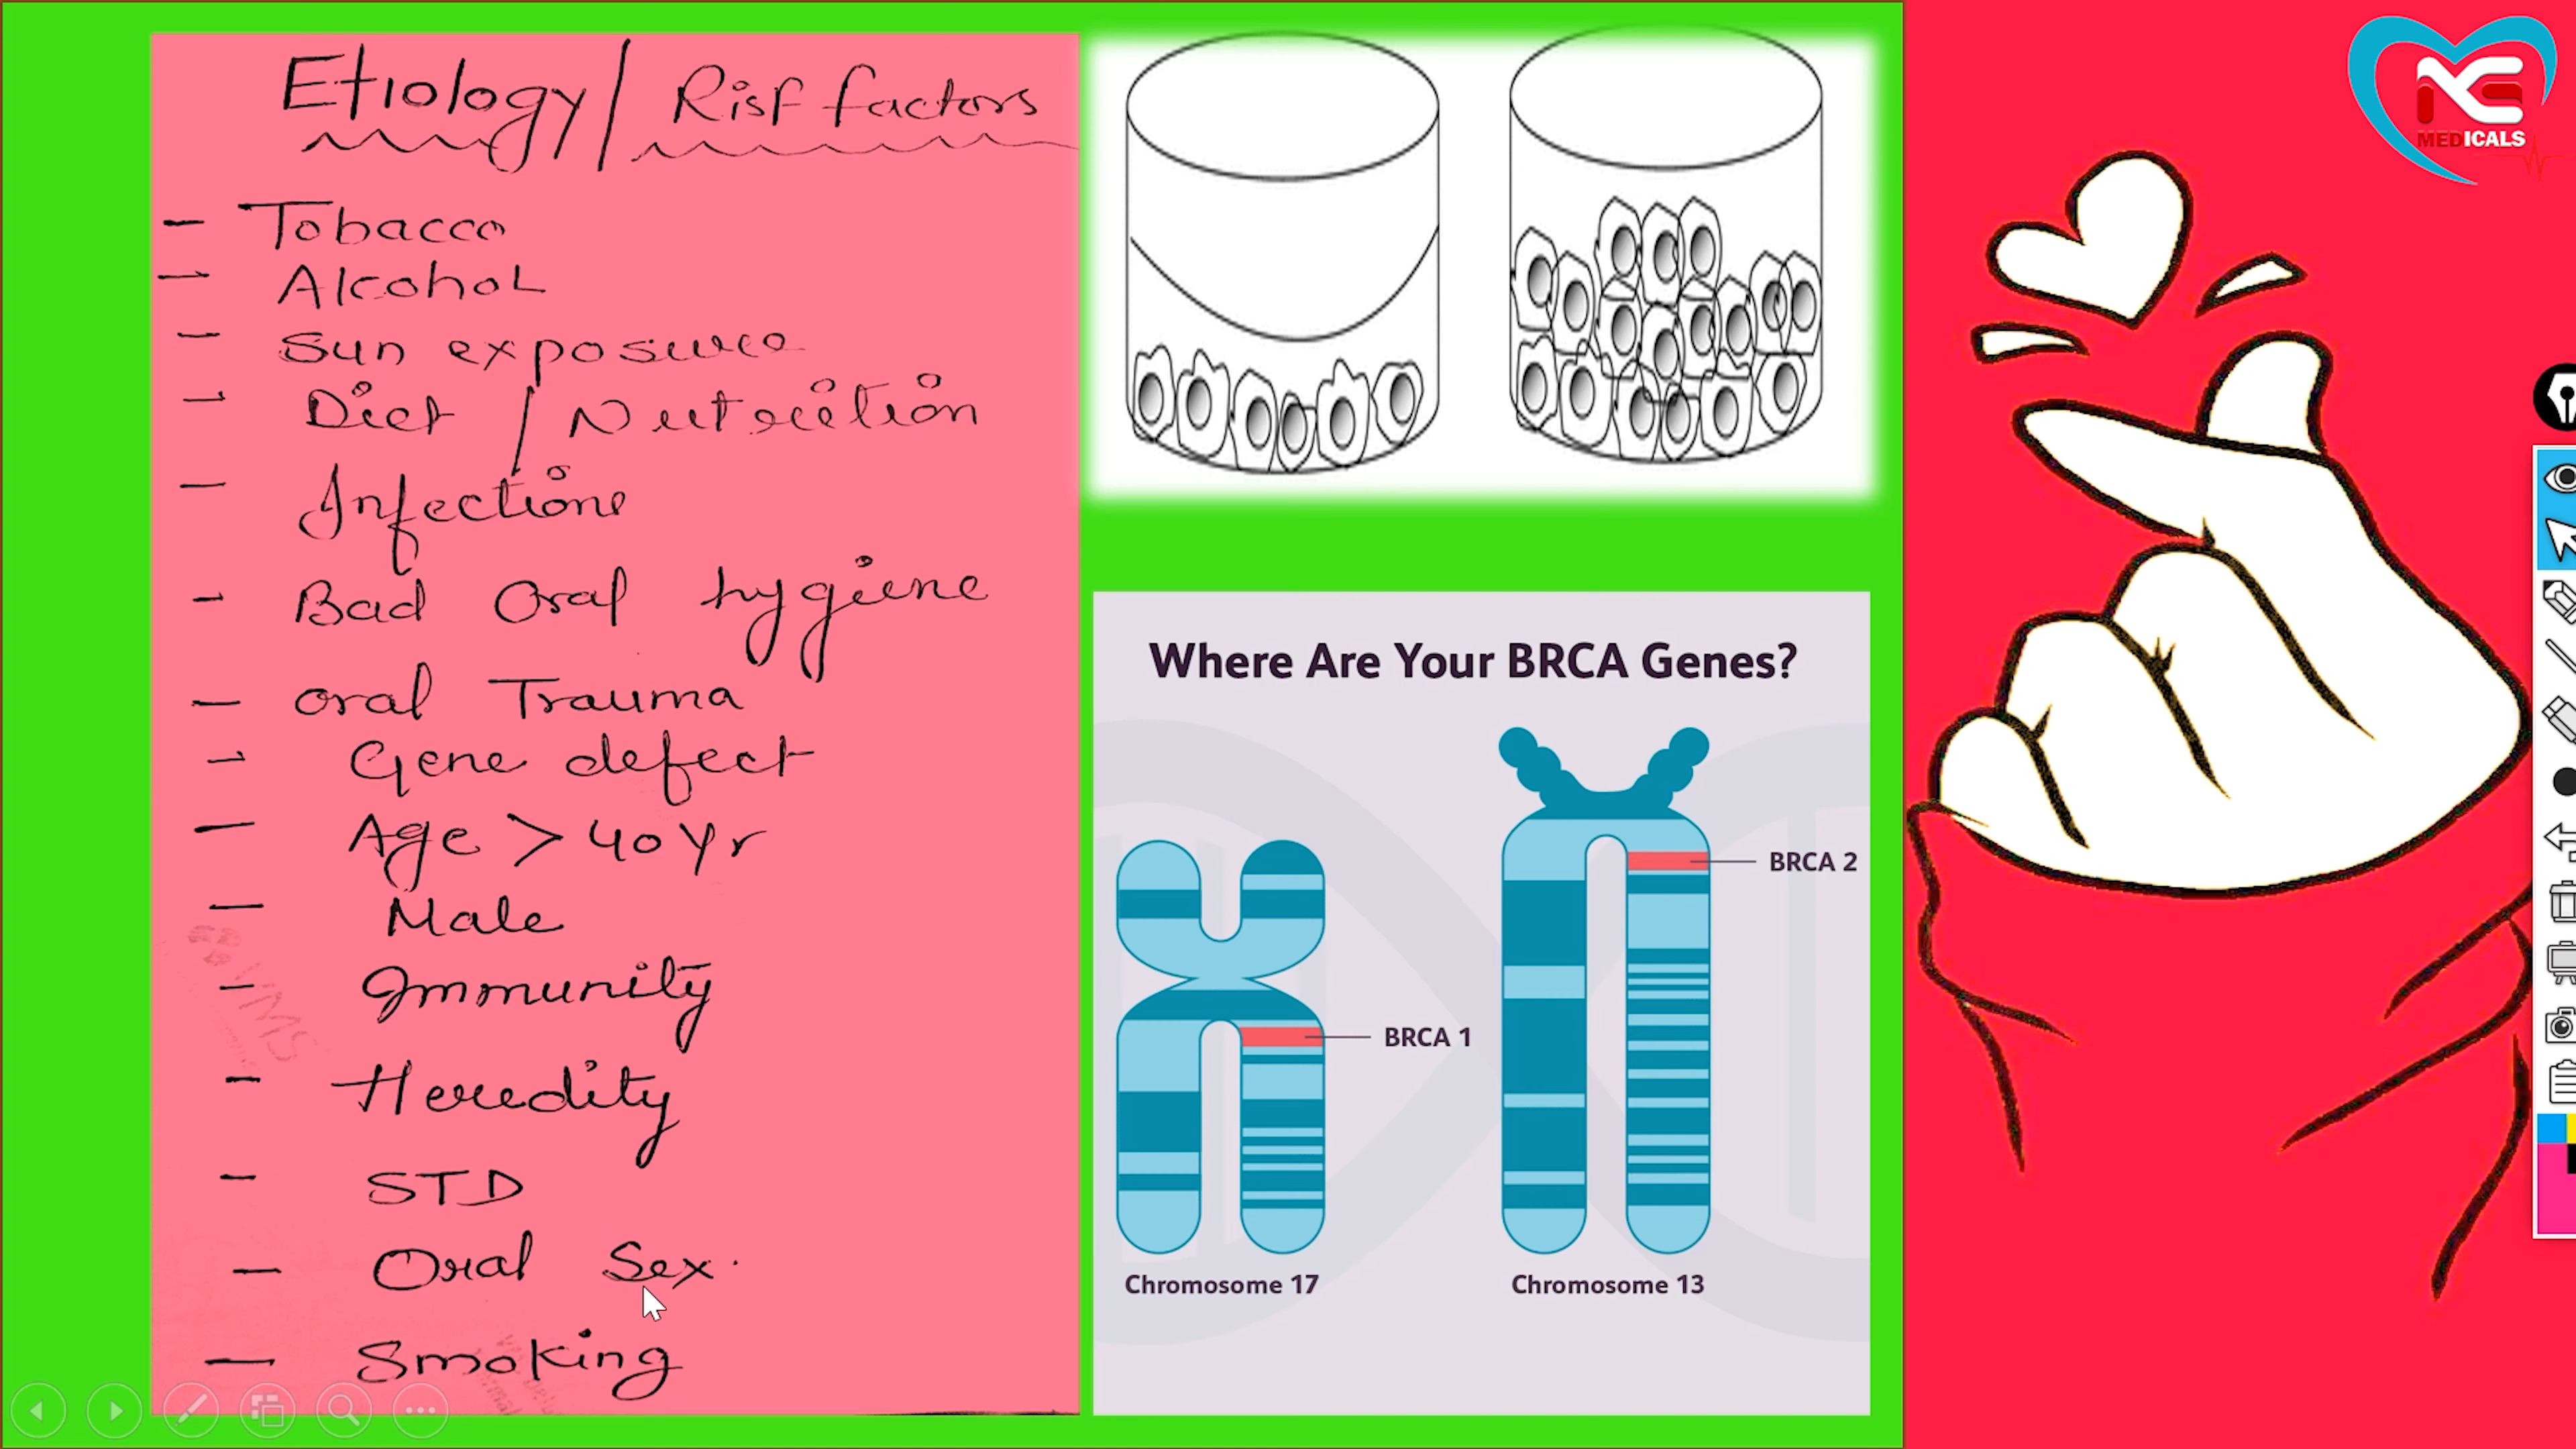 Etiology / Risk factors
- Tobacco
- Alcohol
- Sun exposure
- Diet / Nutrition
- Infections
- Bad Oral hygiene
- Oral Trauma
- Gene defect
- Age > 40 yr
- Male
- Immunity
- Heredity
- STD
- Oral Sex.
- Smoking
Where Are Your BRCA Genes?
BRCA 2
BRCA 1
Chromosome 17
Chromosome 13
MEDICALS